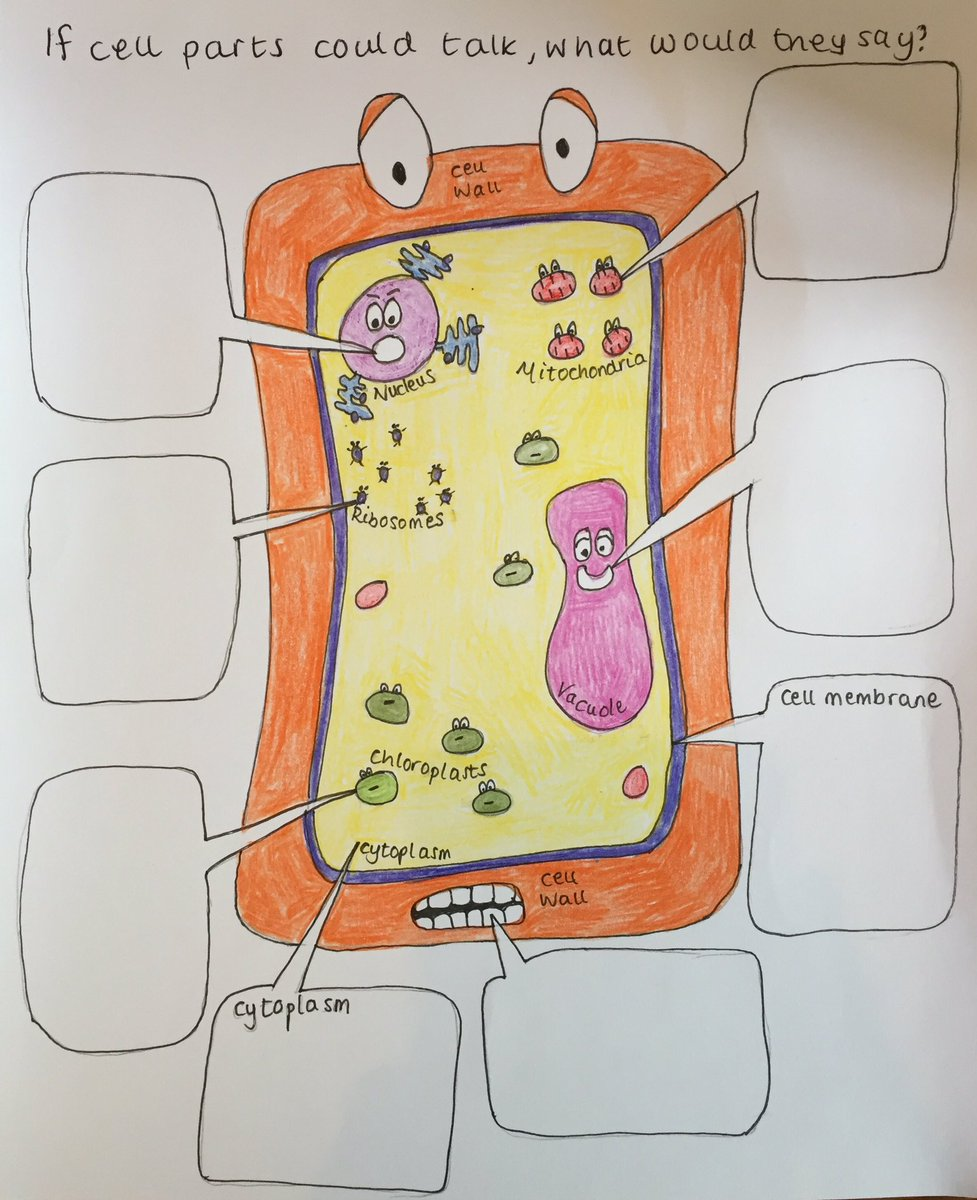 If cell parts could talk, what would they say?
cell
wall
Nucleus
Mitochondria
Ribosomes
Vacuole
cell membrane
Chloroplasts
cytoplasm
cell
wall
cytoplasm